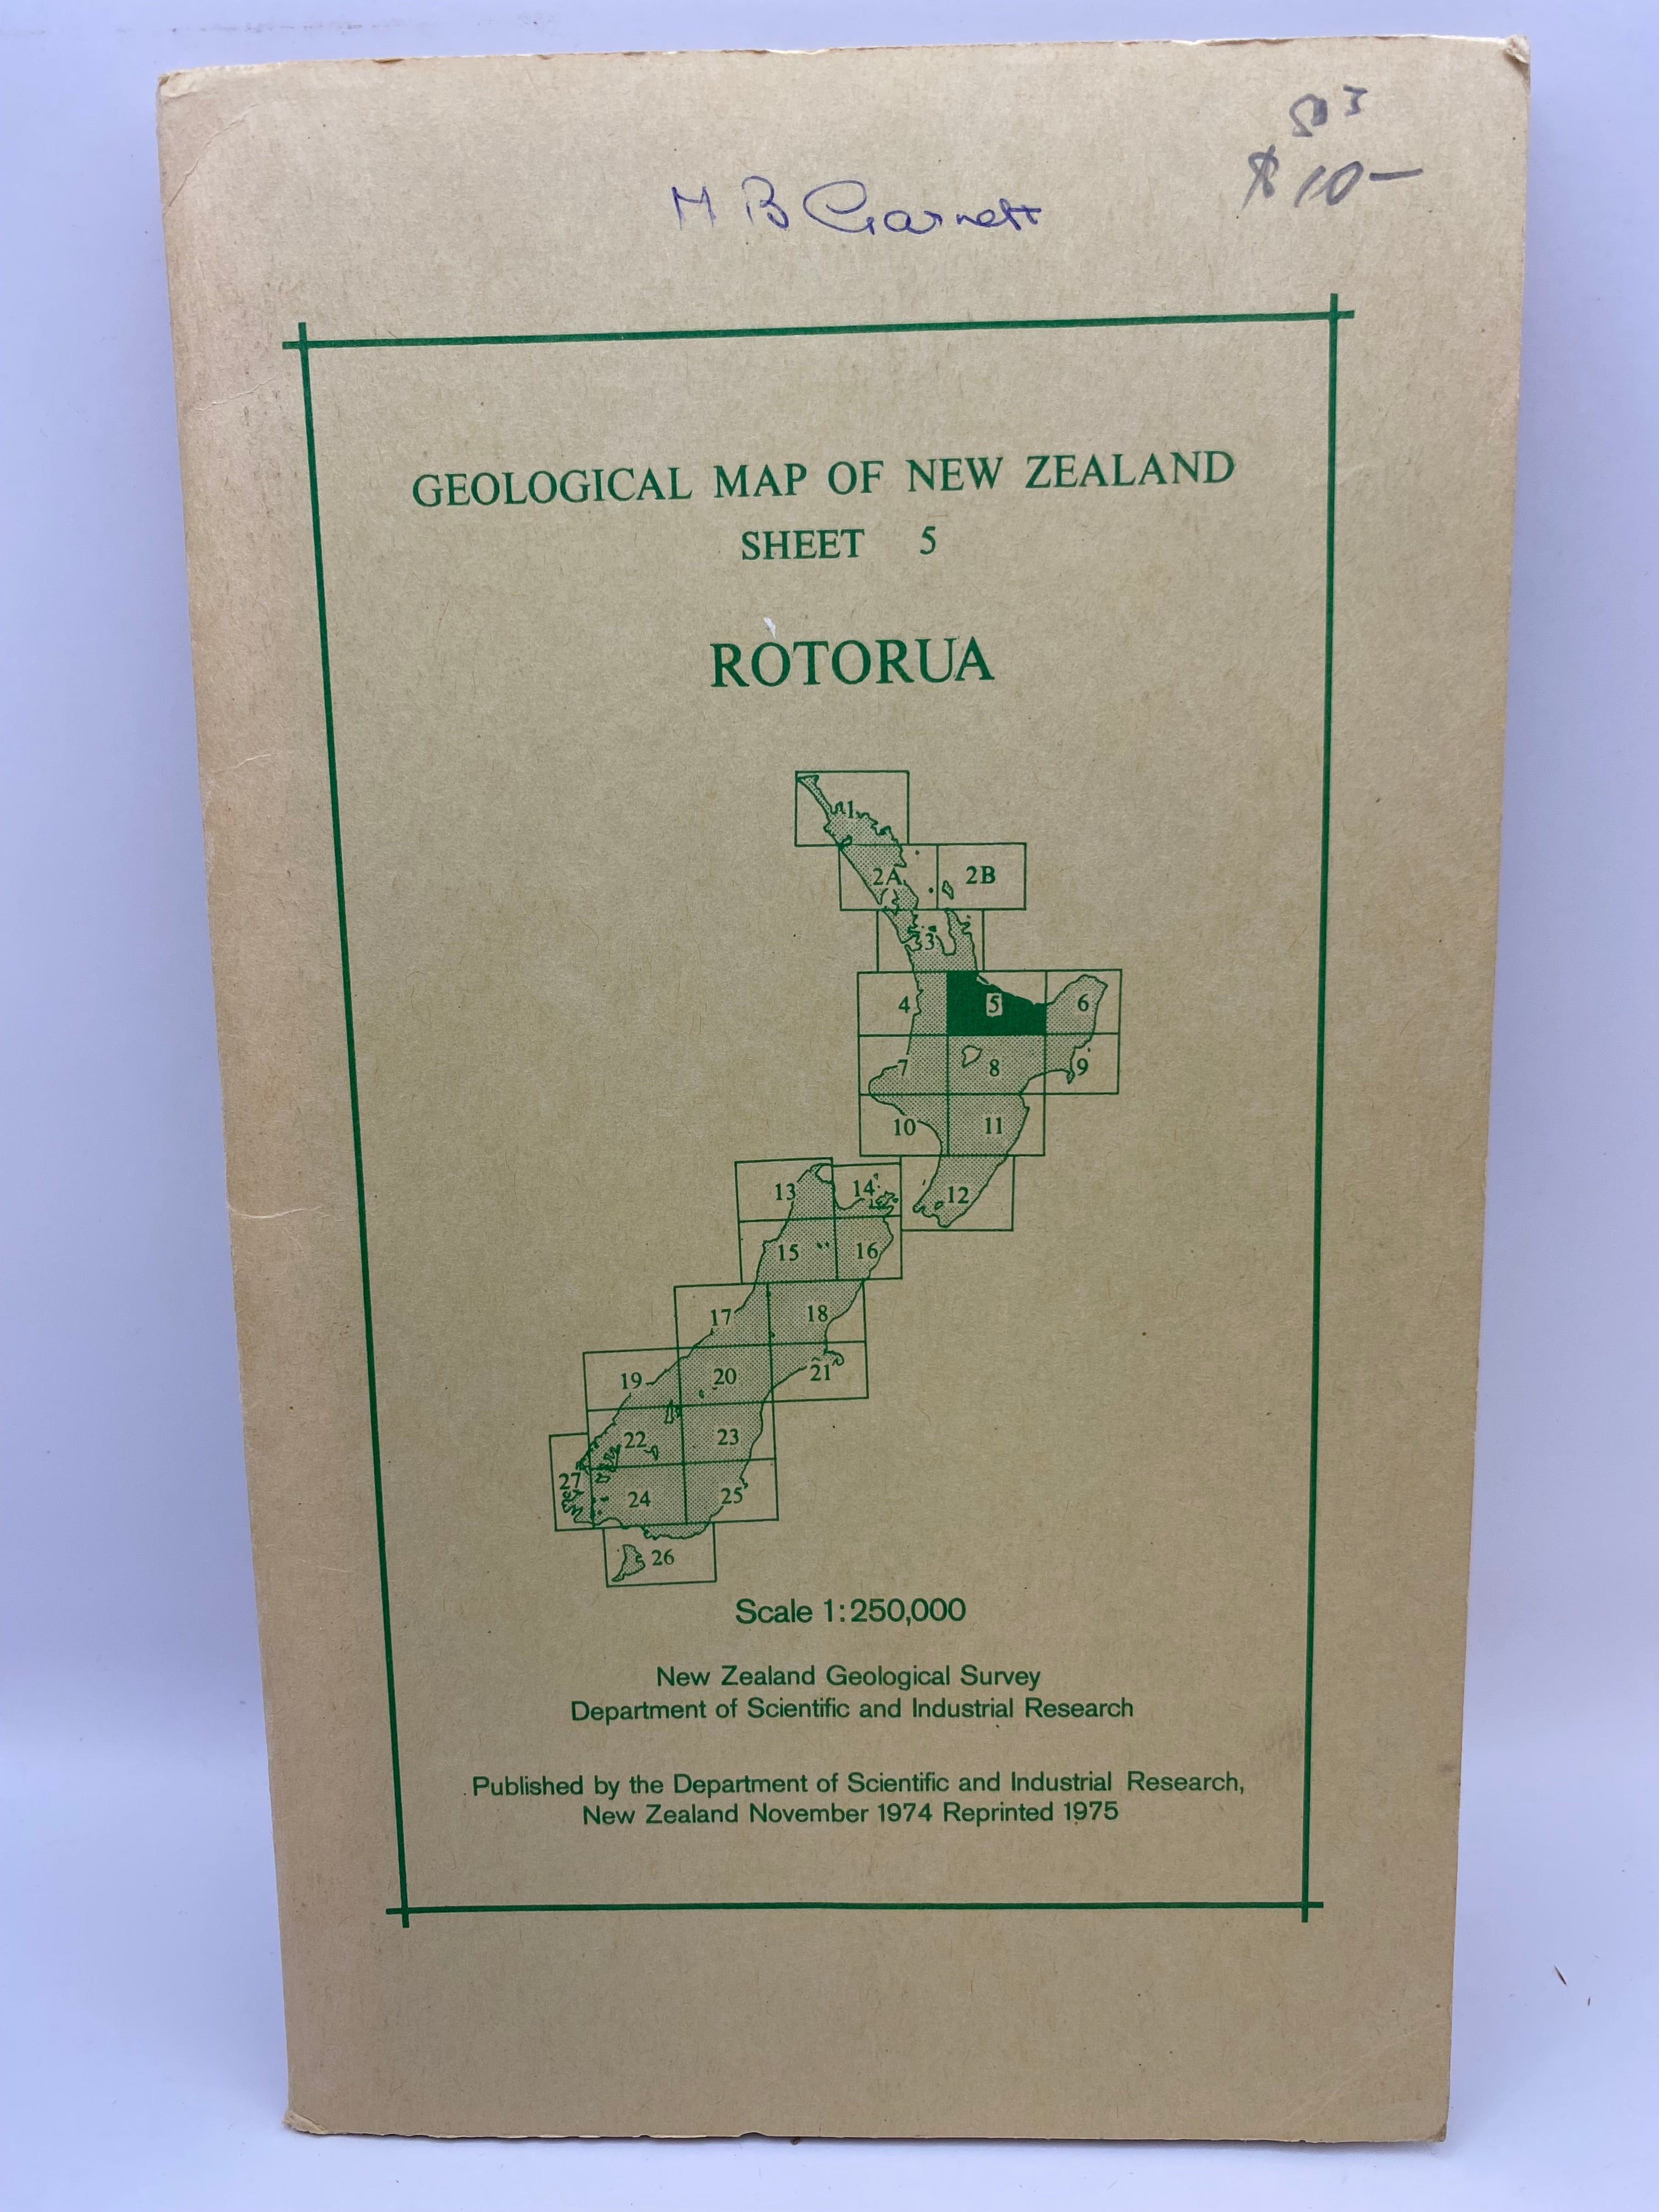 503
$10-
M B Garnett
GEOLOGICAL MAP OF NEW ZEALAND
SHEET 5
ROTORUA
1
2A
2B
3
4
5
6
7
8
9
10
11
12
13
14
15
16
17
18
19
20
21
22
23
27
24
25
26
Scale 1:250,000
New Zealand Geological Survey
Department of Scientific and Industrial Research
Published by the Department of Scientific and Industrial Research,
New Zealand November 1974 Reprinted 1975